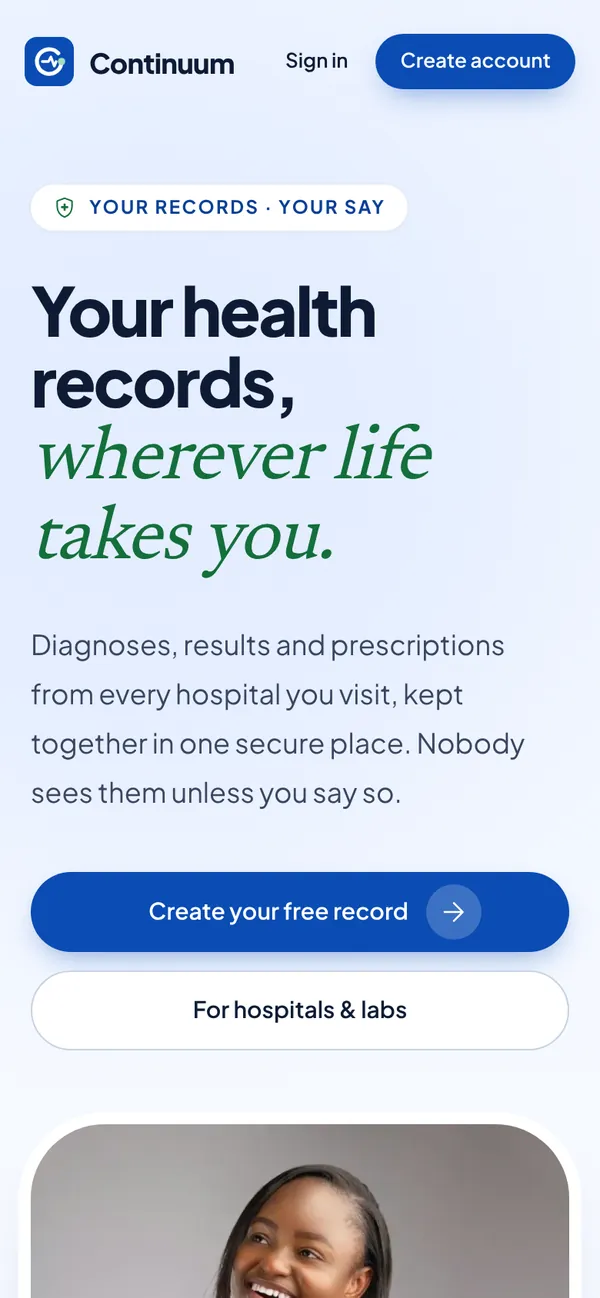 Continuum
Sign in
Create account
YOUR RECORDS · YOUR SAY
Your health
records,
wherever life
takes you.
Diagnoses, results and prescriptions
from every hospital you visit, kept
together in one secure place. Nobody
sees them unless you say so.
Create your free record
For hospitals & labs